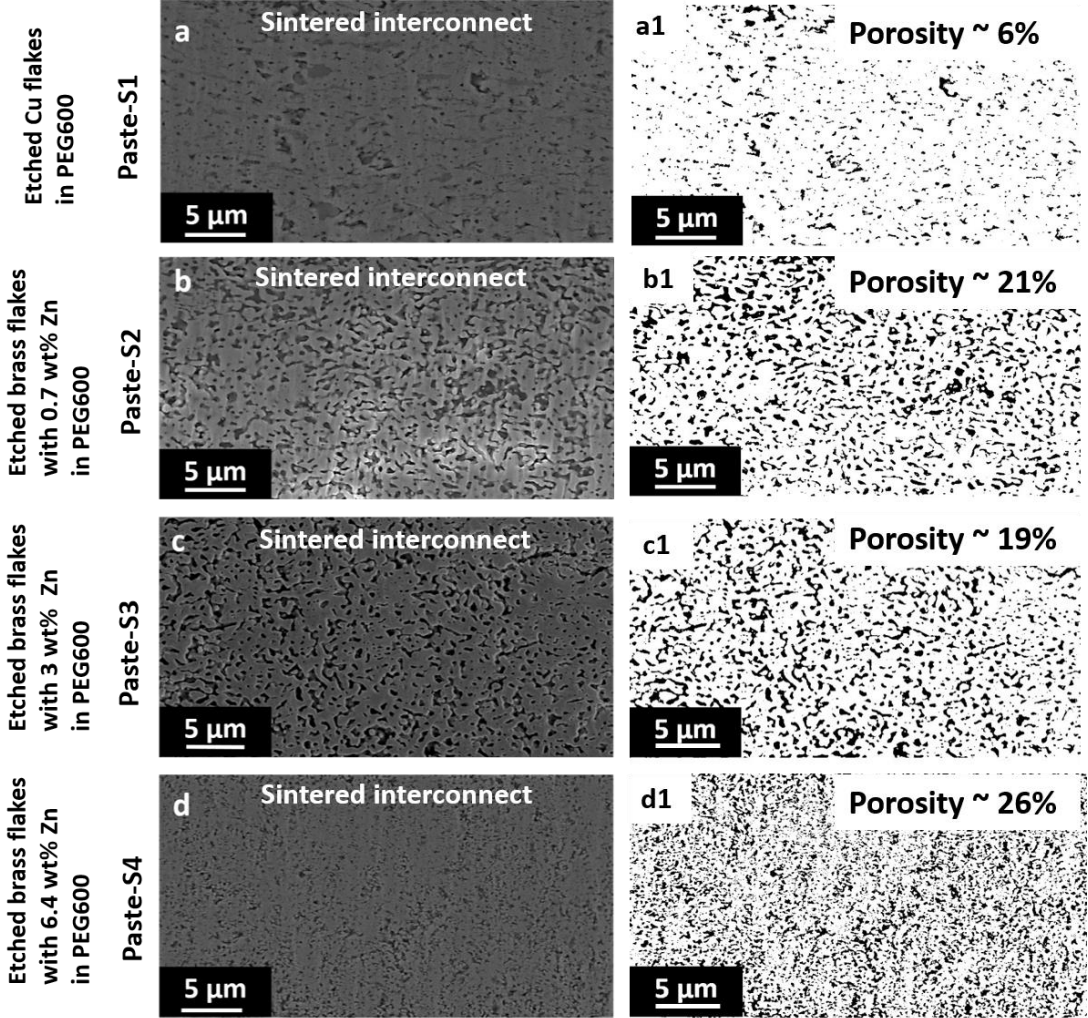 Etched Cu flakes
in PEG600
Paste-S1
a
Sintered interconnect
5 µm
a1
Porosity ~ 6%
5 µm
Etched brass flakes
with 0.7 wt% Zn
in PEG600
Paste-S2
b
Sintered interconnect
5 µm
b1
Porosity ~ 21%
5 µm
Etched brass flakes
with 3 wt% Zn
in PEG600
Paste-S3
c
Sintered interconnect
5 µm
c1
Porosity ~ 19%
5 µm
Etched brass flakes
with 6.4 wt% Zn
in PEG600
Paste-S4
d
Sintered interconnect
5 µm
d1
Porosity ~ 26%
5 µm